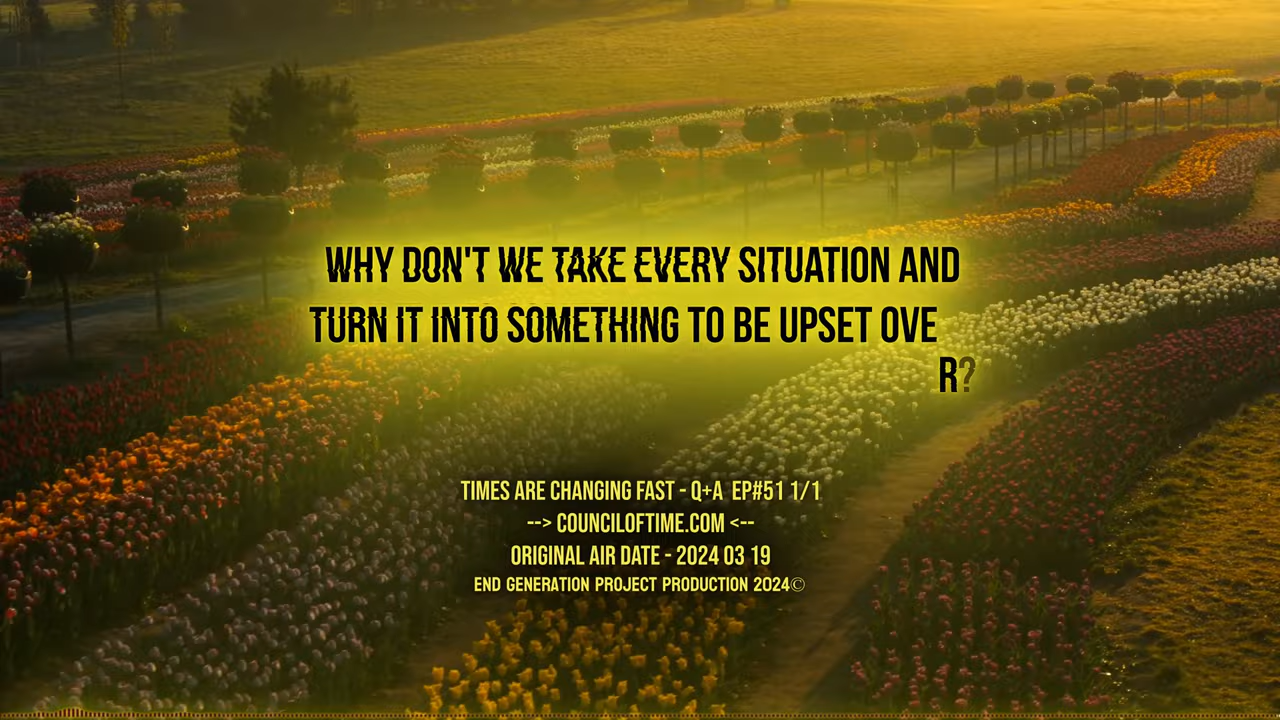 WHY DON'T WE TAKE EVERY SITUATION AND
TURN IT INTO SOMETHING TO BE UPSET OVE
R?
TIMES ARE CHANGING FAST - Q+A EP#51 1/1
--> COUNCILOFTIME.COM <--
ORIGINAL AIR DATE - 2024 03 19
END GENERATION PROJECT PRODUCTION 2024©